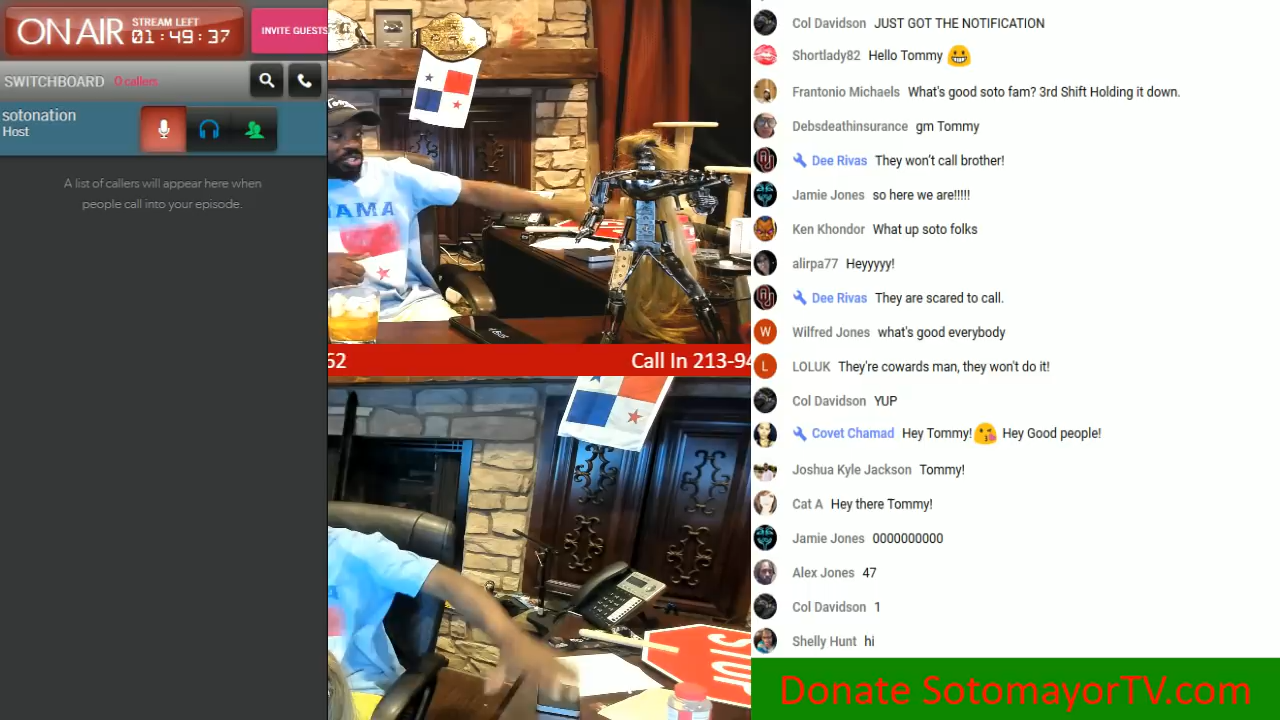 ON AIR
STREAM LEFT
01:49:37
INVITE GUESTS
SWITCHBOARD 0 callers
sotonation
Host
A list of callers will appear here when
people call into your episode.
AMA
52 Call In 213-94
Col Davidson JUST GOT THE NOTIFICATION
Shortlady82 Hello Tommy 😀
Frantonio Michaels What's good soto fam? 3rd Shift Holding it down.
Debsdeathinsurance gm Tommy
Dee Rivas They won't call brother!
Jamie Jones so here we are!!!!!
Ken Khondor What up soto folks
alirpa77 Heyyyyy!
Dee Rivas They are scared to call.
W Wilfred Jones what's good everybody
L LOLUK They're cowards man, they won't do it!
Col Davidson YUP
Covet Chamad Hey Tommy!😘 Hey Good people!
Joshua Kyle Jackson Tommy!
Cat A Hey there Tommy!
Jamie Jones 0000000000
Alex Jones 47
Col Davidson 1
Shelly Hunt hi
Donate SotomayorTV.com